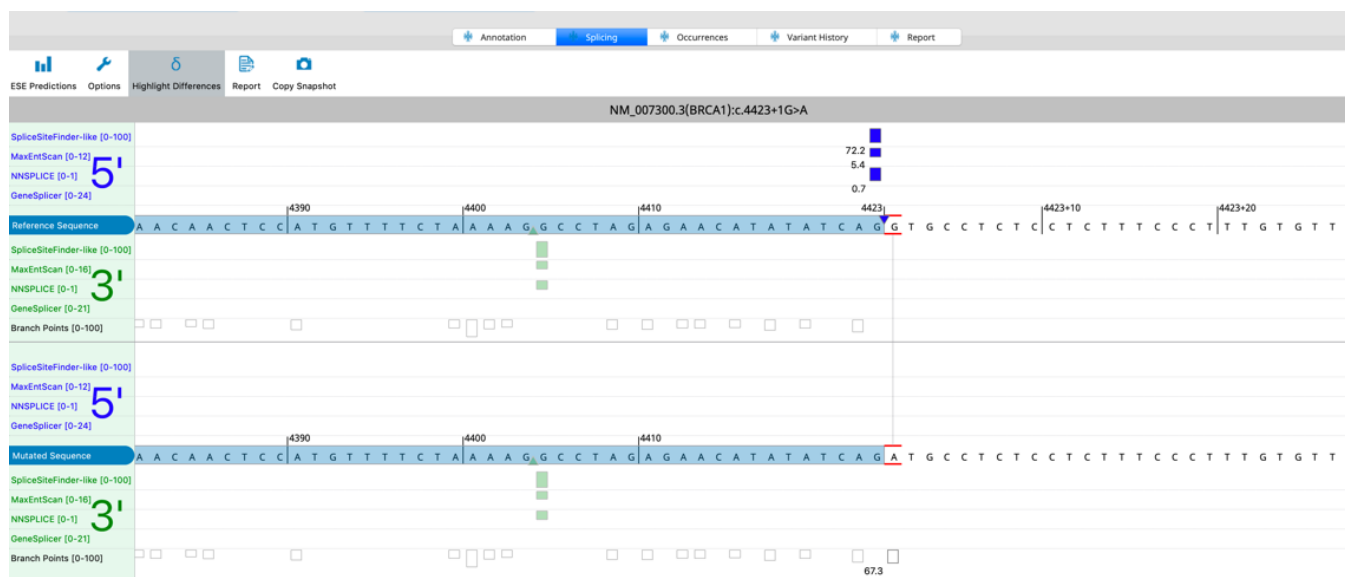 Annotation Splicing Occurrences Variant History Report
ESE Predictions Options δ Highlight Differences Report Copy Snapshot
NM_007300.3(BRCA1):c.4423+1G>A
5'
SpliceSiteFinder-like [0-100]
MaxEntScan [0-12] 72.2
NNSPLICE [0-1] 5.4
GeneSplicer [0-24] 0.7
4390 4400 4410 4423 4423+10 4423+20
Reference Sequence A A C A A C T C C A T G T T T T C T A A A A G G C C T A G A G A A C A T A T A T C A G G T G C C T C T C C T C T T T C C C T T T G T G T T
3'
SpliceSiteFinder-like [0-100]
MaxEntScan [0-16]
NNSPLICE [0-1]
GeneSplicer [0-21]
Branch Points [0-100]
5'
SpliceSiteFinder-like [0-100]
MaxEntScan [0-12]
NNSPLICE [0-1]
GeneSplicer [0-24]
4390 4400 4410
Mutated Sequence A A C A A C T C C A T G T T T T C T A A A A G G C C T A G A G A A C A T A T A T C A G A T G C C T C T C C T C T T T C C C T T T G T G T T
3'
SpliceSiteFinder-like [0-100]
MaxEntScan [0-16]
NNSPLICE [0-1]
GeneSplicer [0-21]
Branch Points [0-100]
67.3